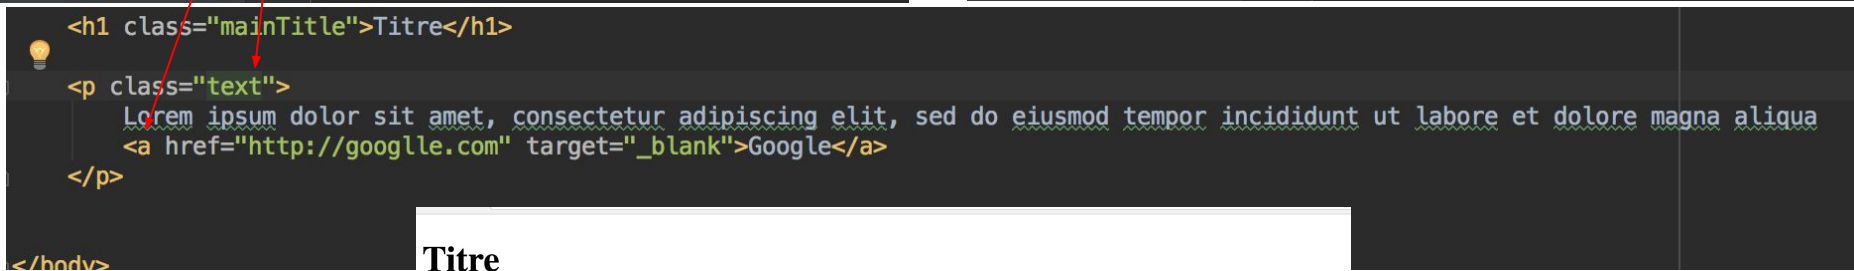 <h1 class="mainTitle">Titre</h1>
<p class="text">
Lorem ipsum dolor sit amet, consectetur adipiscing elit, sed do eiusmod tempor incididunt ut labore et dolore magna aliqua
<a href="http://googlle.com" target="_blank">Google</a>
</p>
</body>
Titre